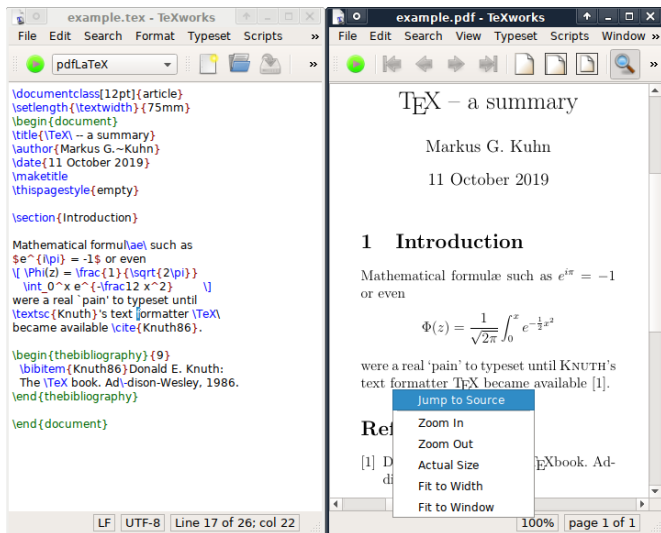 example.tex - TeXworks
File Edit Search Format Typeset Scripts »
pdfLaTeX »
\documentclass[12pt]{article}
\setlength{\textwidth}{75mm}
\begin{document}
\title{\TeX\ -- a summary}
\author{Markus G.~Kuhn}
\date{11 October 2019}
\maketitle
\thispagestyle{empty}
\section{Introduction}
Mathematical formul\ae\ such as
$e^{i\pi} = -1$ or even
\[ \Phi(z) = \frac{1}{\sqrt{2\pi}}
\int_0^x e^{-\frac12 x^2} \]
were a real `pain' to typeset until
\textsc{Knuth}'s text formatter \TeX\
became available \cite{Knuth86}.
\begin{thebibliography}{9}
\bibitem{Knuth86}Donald E. Knuth:
The \TeX book. Ad\-dison-Wesley, 1986.
\end{thebibliography}
\end{document}
LF UTF-8 Line 17 of 26; col 22
example.pdf - TeXworks
File Edit Search View Typeset Scripts Window »
»
TEX – a summary
Markus G. Kuhn
11 October 2019
1 Introduction
Mathematical formulæ such as e^{iπ} = −1
or even
Φ(z) = 1/√2π ∫₀ˣ e^{−½x²}
were a real ‘pain’ to typeset until KNUTH’s
text formatter TEX became available [1].
Jump to Source
Zoom In
Zoom Out
Actual Size
Fit to Width
Fit to Window
Ref
[1] D EXbook. Ad-
di
100% page 1 of 1